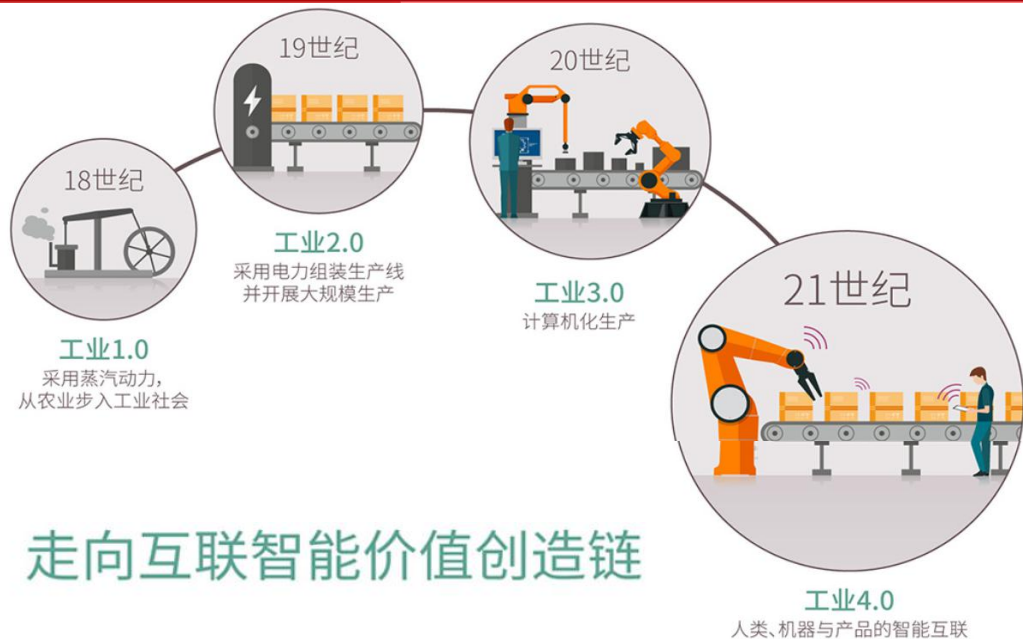 18世纪
工业1.0
采用蒸汽动力，
从农业步入工业社会
19世纪
工业2.0
采用电力组装生产线
并开展大规模生产
20世纪
工业3.0
计算机化生产
21世纪
工业4.0
人类、机器与产品的智能互联
走向互联智能价值创造链